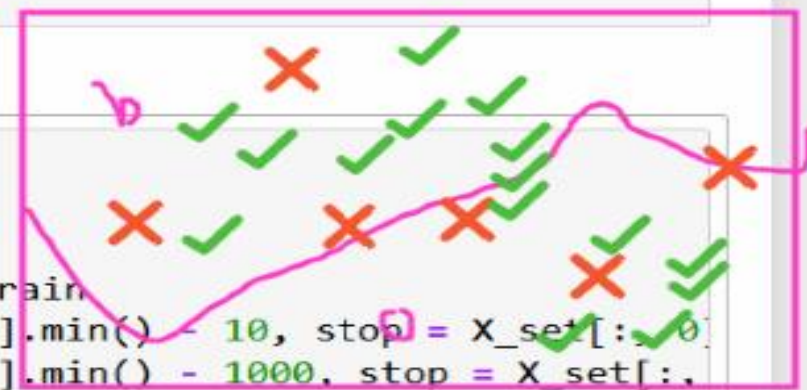 rain
].min() - 10, stop = X_set[:, 0]
].min() - 1000, stop = X_set[:,